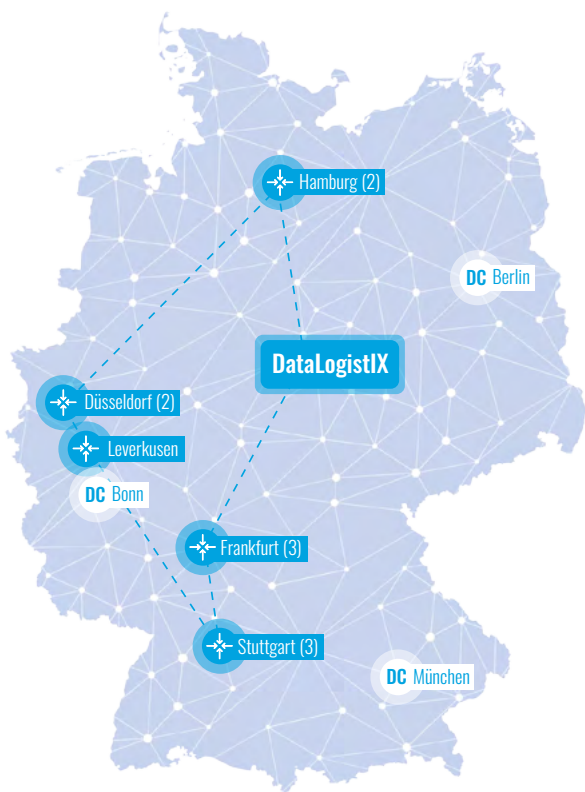 Hamburg (2)
DC Berlin
DataLogistIX
Düsseldorf (2)
Leverkusen
DC Bonn
Frankfurt (3)
Stuttgart (3)
DC München